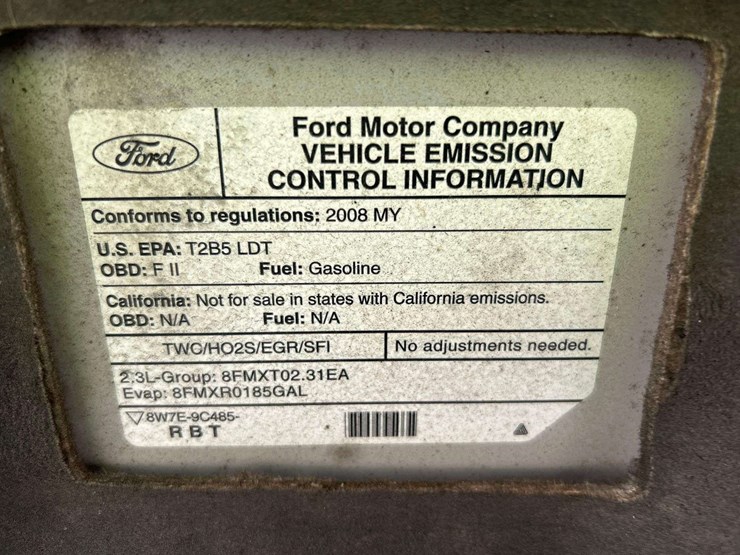 Ford
Ford Motor Company
VEHICLE EMISSION
CONTROL INFORMATION
Conforms to regulations: 2008 MY
U.S. EPA: T2B5 LDT
OBD: F II Fuel: Gasoline
California: Not for sale in states with California emissions.
OBD: N/A Fuel: N/A
TWC/HO2S/EGR/SFI No adjustments needed.
2.3L-Group: 8FMXT02.31EA
Evap: 8FMXR0185GAL
8W7E-9C485-
RBT